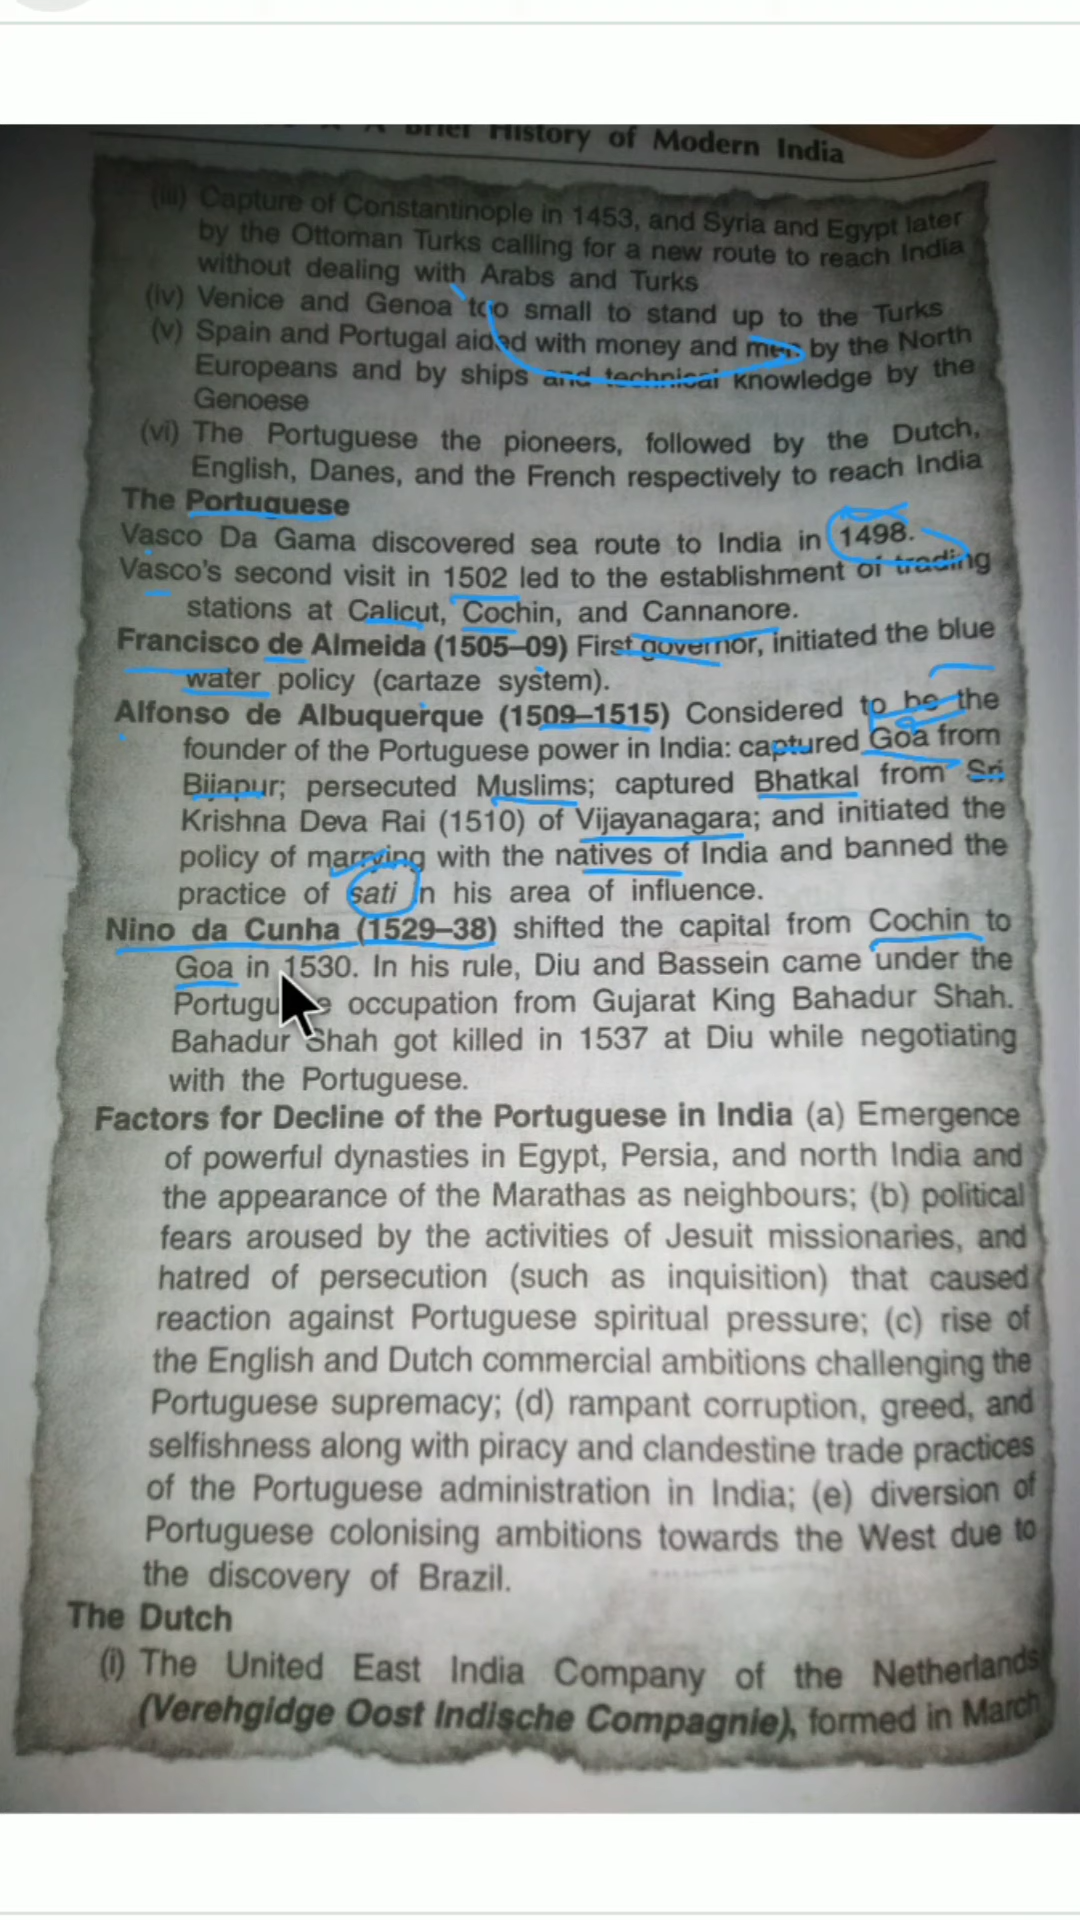 A Brief History of Modern India
(iii) Capture of Constantinople in 1453, and Syria and Egypt later
by the Ottoman Turks calling for a new route to reach India
without dealing with Arabs and Turks
(iv) Venice and Genoa too small to stand up to the Turks
(v) Spain and Portugal aided with money and men by the North
Europeans and by ships and technical knowledge by the
Genoese
(vi) The Portuguese the pioneers, followed by the Dutch,
English, Danes, and the French respectively to reach India
The Portuguese
Vasco Da Gama discovered sea route to India in 1498.
Vasco's second visit in 1502 led to the establishment of trading
stations at Calicut, Cochin, and Cannanore.
Francisco de Almeida (1505–09) First governor, initiated the blue
water policy (cartaze system).
Alfonso de Albuquerque (1509–1515) Considered to be the
founder of the Portuguese power in India: captured Goa from
Bijapur; persecuted Muslims; captured Bhatkal from Sri
Krishna Deva Rai (1510) of Vijayanagara; and initiated the
policy of marrying with the natives of India and banned the
practice of sati in his area of influence.
Nino da Cunha (1529–38) shifted the capital from Cochin to
Goa in 1530. In his rule, Diu and Bassein came under the
Portuguese occupation from Gujarat King Bahadur Shah.
Bahadur Shah got killed in 1537 at Diu while negotiating
with the Portuguese.
Factors for Decline of the Portuguese in India (a) Emergence
of powerful dynasties in Egypt, Persia, and north India and
the appearance of the Marathas as neighbours; (b) political
fears aroused by the activities of Jesuit missionaries, and
hatred of persecution (such as inquisition) that caused
reaction against Portuguese spiritual pressure; (c) rise of
the English and Dutch commercial ambitions challenging the
Portuguese supremacy; (d) rampant corruption, greed, and
selfishness along with piracy and clandestine trade practices
of the Portuguese administration in India; (e) diversion of
Portuguese colonising ambitions towards the West due to
the discovery of Brazil.
The Dutch
(i) The United East India Company of the Netherlands
(Verehgidge Oost Indische Compagnie), formed in March